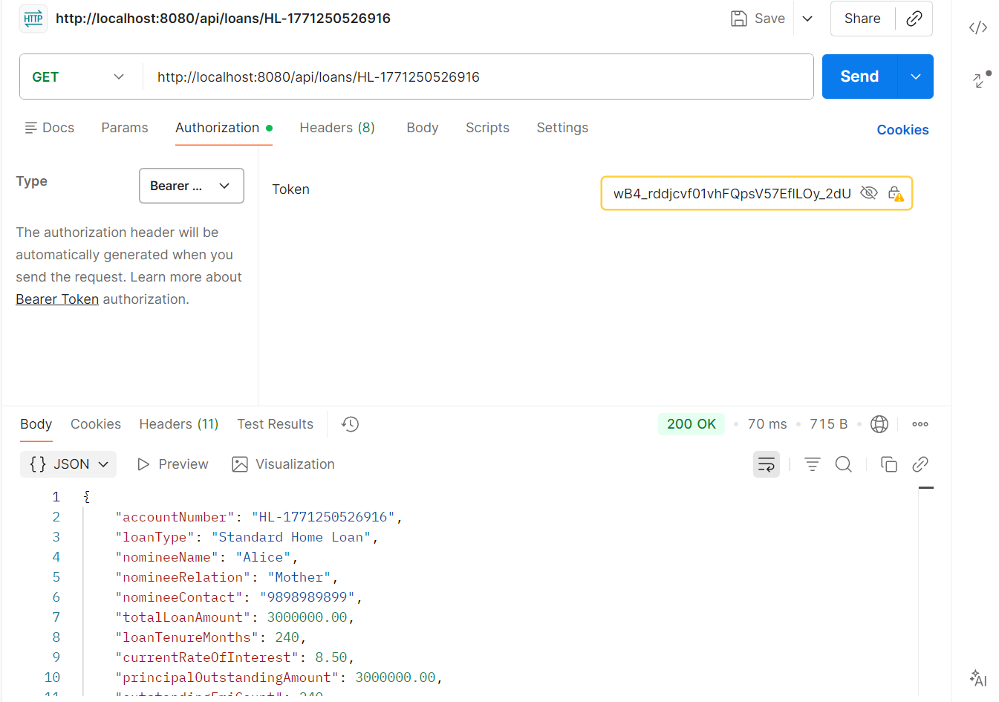 HTTP http://localhost:8080/api/loans/HL-1771250526916 Save Share
GET http://localhost:8080/api/loans/HL-1771250526916 Send
Docs Params Authorization Headers (8) Body Scripts Settings Cookies
Type Bearer ... Token wB4_rddjcvf01vhFQpsV57EflLOy_2dU
The authorization header will be
automatically generated when you
send the request. Learn more about
Bearer Token authorization.
Body Cookies Headers (11) Test Results 200 OK • 70 ms • 715 B
{} JSON Preview Visualization
1 {
2 "accountNumber": "HL-1771250526916",
3 "loanType": "Standard Home Loan",
4 "nomineeName": "Alice",
5 "nomineeRelation": "Mother",
6 "nomineeContact": "9898989899",
7 "totalLoanAmount": 3000000.00,
8 "loanTenureMonths": 240,
9 "currentRateOfInterest": 8.50,
10 "principalOutstandingAmount": 3000000.00,
11 "outstandingEmiCount": 240
AI